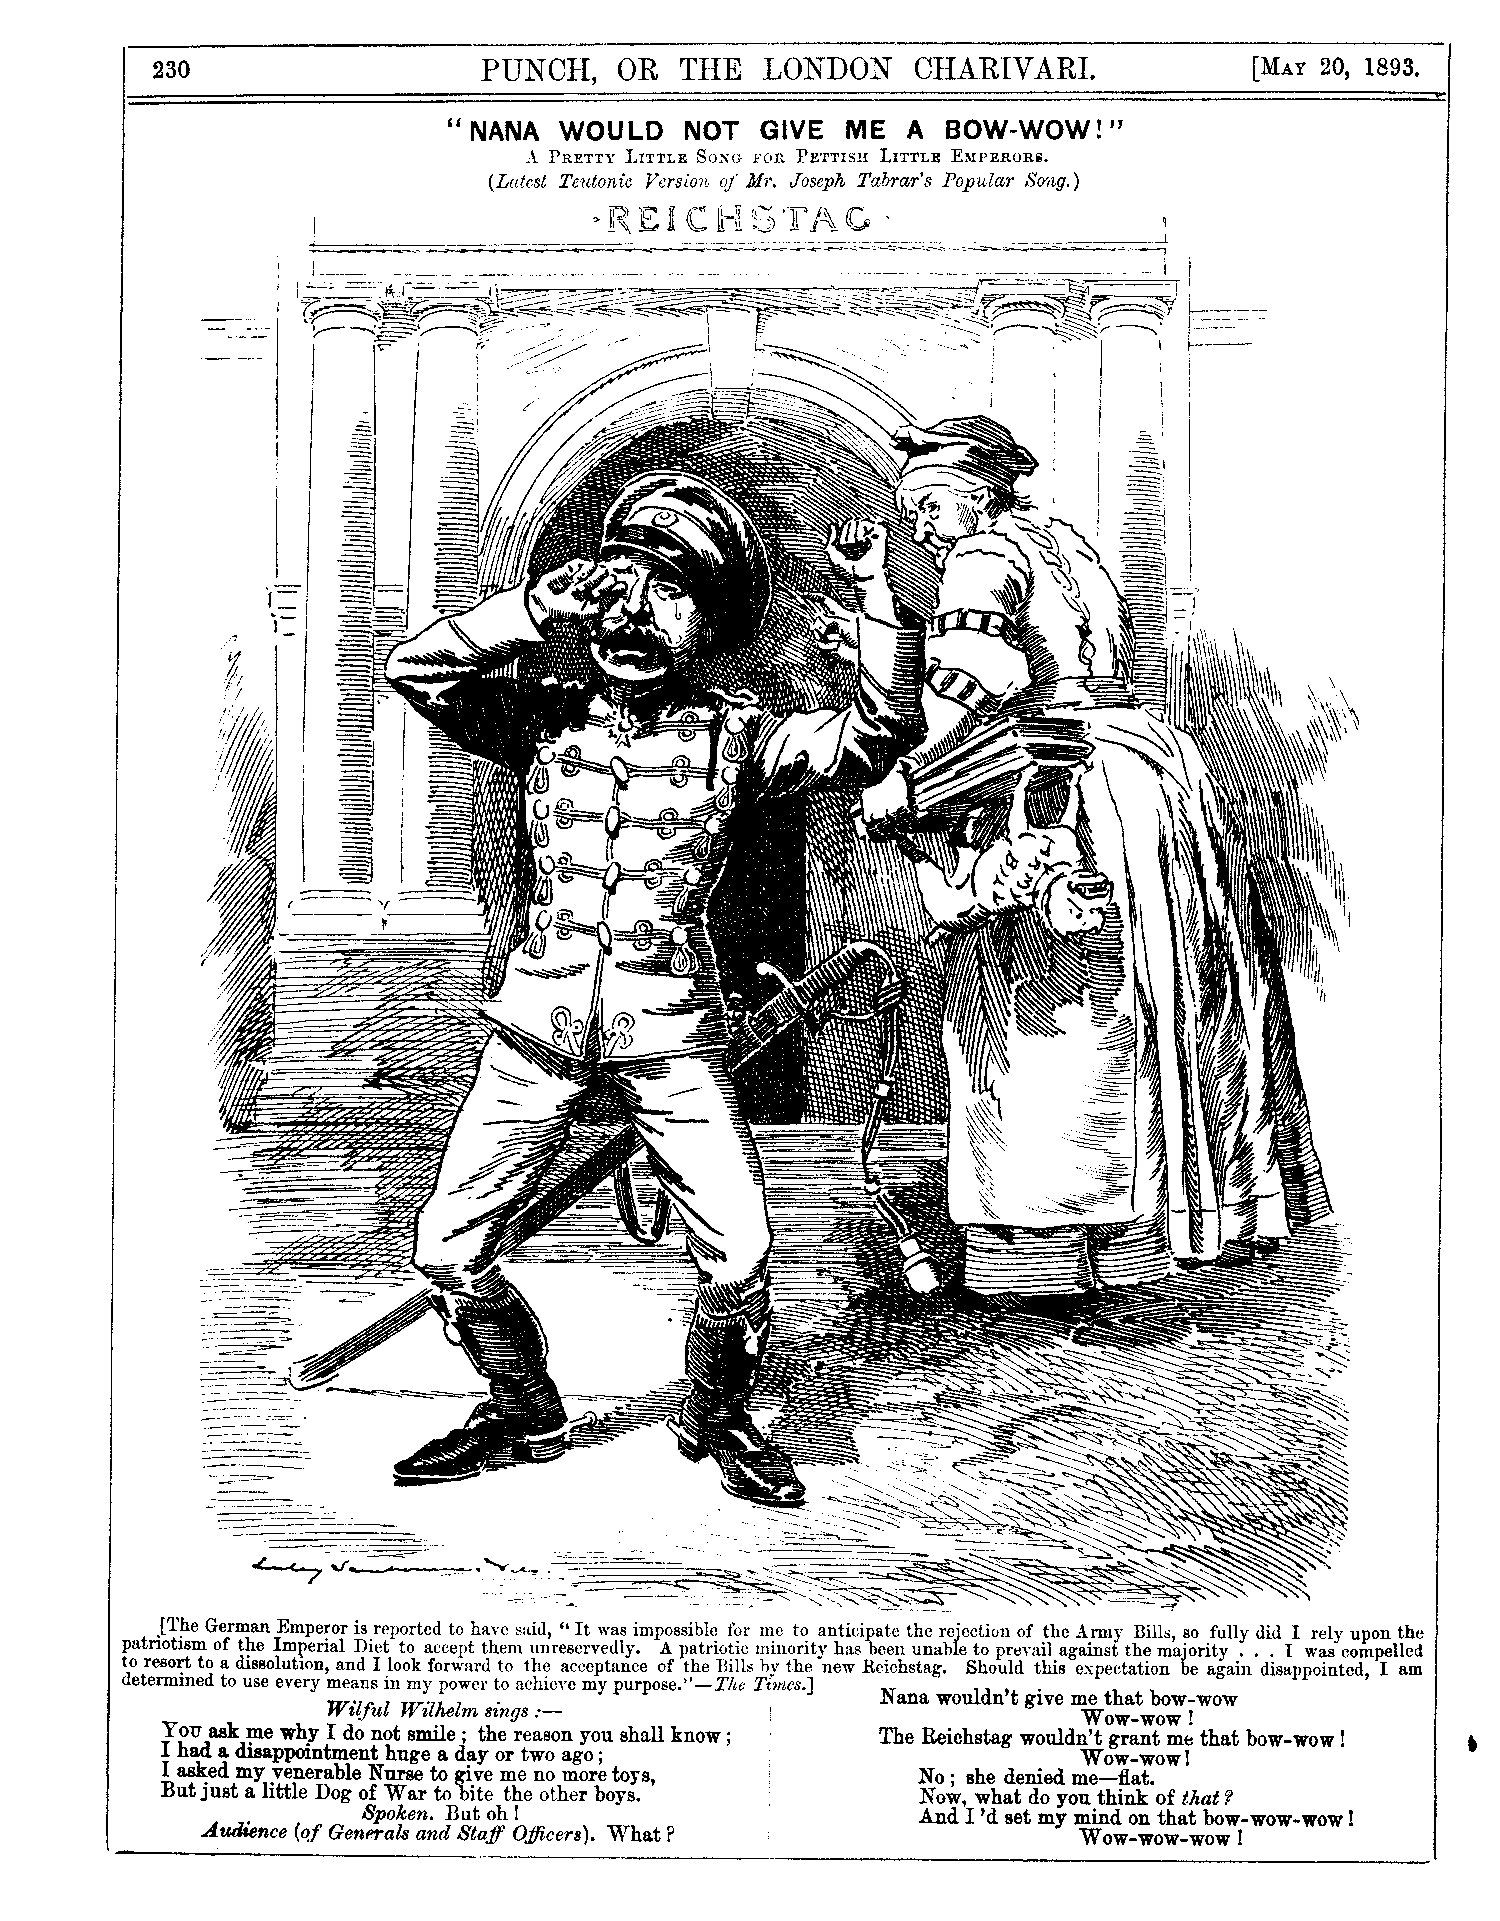 230
PUNCH, OR THE LONDON CHARIVARI.
[MAY 20, 1893.
"NANA WOULD NOT GIVE ME A BOW-WOW!"
A PRETTY LITTLE SONG FOR PETTISH LITTLE EMPERORS.
(Latest Teutonic Version of Mr. Joseph Tabrar's Popular Song.)
·REICHSTAG·
[The German Emperor is reported to have said, "It was impossible for me to anticipate the rejection of the Army Bills, so fully did I rely upon the
patriotism of the Imperial Diet to accept them unreservedly. A patriotic minority has been unable to prevail against the majority . . . I was compelled
to resort to a dissolution, and I look forward to the acceptance of the Bills by the new Reichstag. Should this expectation be again disappointed, I am
determined to use every means in my power to achieve my purpose."—The Times.]
Wilful Wilhelm sings:—
YOU ask me why I do not smile; the reason you shall know;
I had a disappointment huge a day or two ago;
I asked my venerable Nurse to give me no more toys,
But just a little Dog of War to bite the other boys.
Spoken. But oh!
Audience (of Generals and Staff Officers). What?
Nana wouldn't give me that bow-wow
Wow-wow!
The Reichstag wouldn't grant me that bow-wow!
Wow-wow!
No; she denied me—flat.
Now, what do you think of that?
And I'd set my mind on that bow-wow-wow!
Wow-wow-wow!